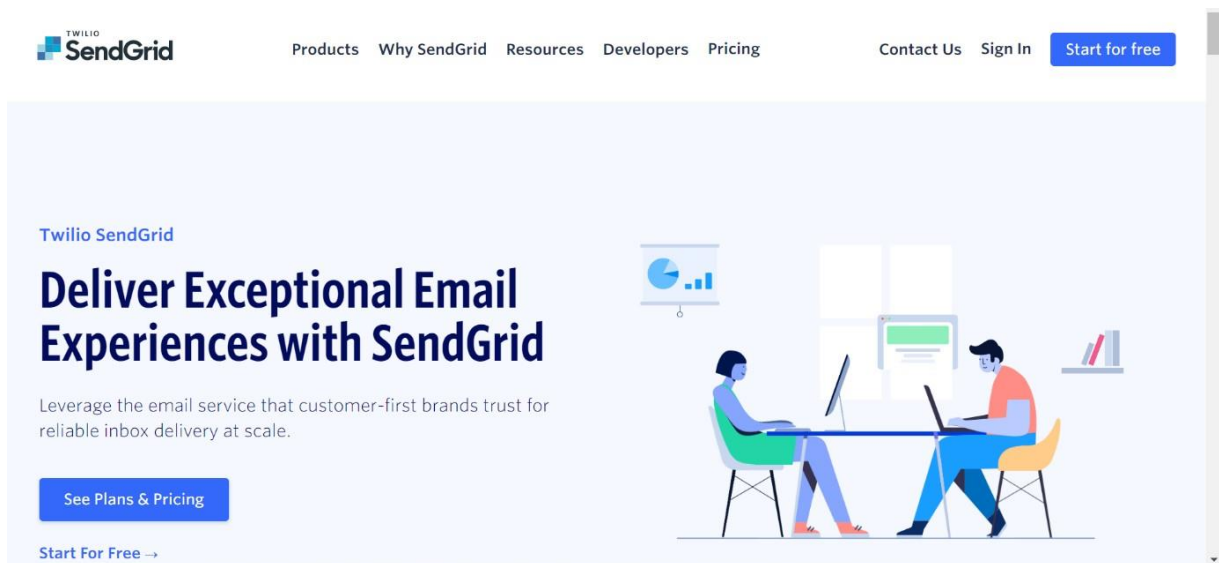 TWILIO
SendGrid
Products Why SendGrid Resources Developers Pricing Contact Us Sign In Start for free
Twilio SendGrid
Deliver Exceptional Email
Experiences with SendGrid
Leverage the email service that customer-first brands trust for
reliable inbox delivery at scale.
See Plans & Pricing
Start For Free →